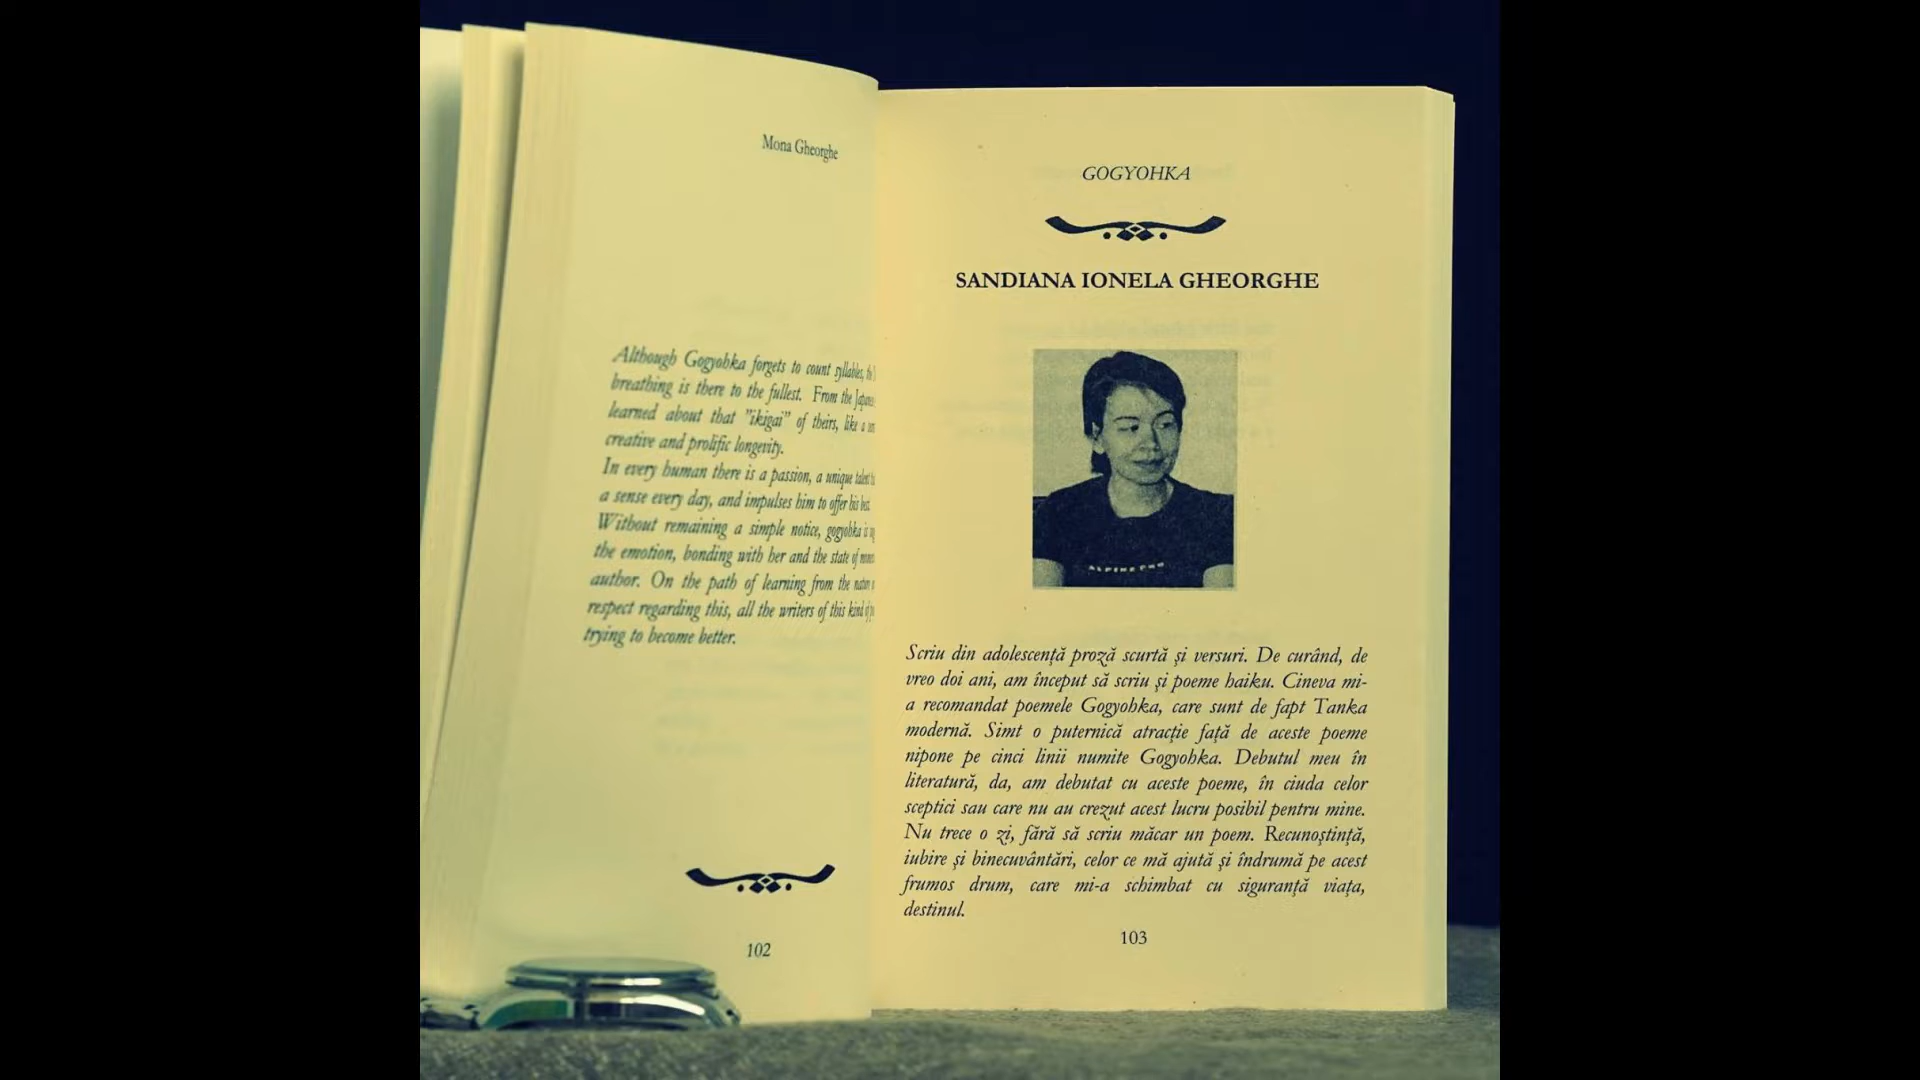 Mona Gheorghe
Although Gogyohka forgets to count syllables, the
breathing is there to the fullest. From the Japanese
learned about that "ikigai" of theirs, like a
creative and prolific longevity.
In every human there is a passion, a unique talent
a sense every day, and impulses him to offer his best.
Without remaining a simple notice, gogyohka is
the emotion, bonding with her and the state of
author. On the path of learning from the nature
respect regarding this, all the writers of this kind of
trying to become better.
102
GOGYOHKA
SANDIANA IONELA GHEORGHE
ALPINE PRO
Scriu din adolescență proză scurtă și versuri. De curând, de
vreo doi ani, am început să scriu și poeme haiku. Cineva mi-
a recomandat poemele Gogyohka, care sunt de fapt Tanka
modernă. Simt o puternică atracție față de aceste poeme
nipone pe cinci linii numite Gogyohka. Debutul meu în
literatură, da, am debutat cu aceste poeme, în ciuda celor
sceptici sau care nu au crezut acest lucru posibil pentru mine.
Nu trece o zi, fără să scriu măcar un poem. Recunoștință,
iubire și binecuvântări, celor ce mă ajută și îndrumă pe acest
frumos drum, care mi-a schimbat cu siguranță viața,
destinul.
103